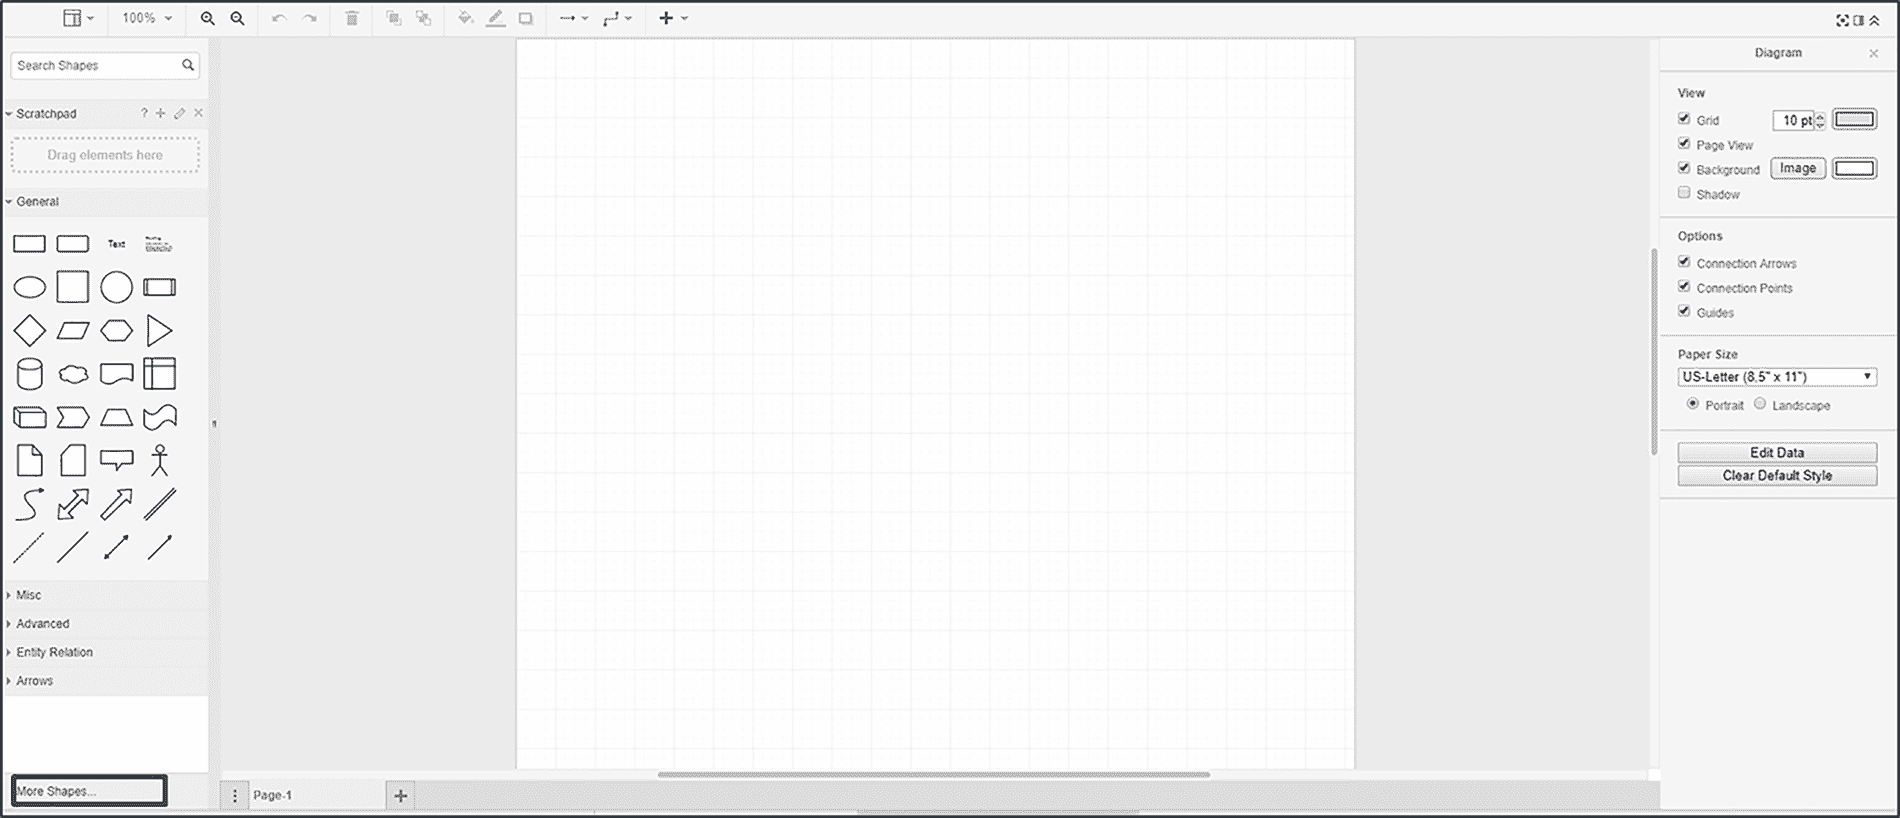 100%
Search Shapes
Scratchpad ?
Drag elements here
General
Text
Misc
Advanced
Entity Relation
Arrows
More Shapes...
Page-1
Diagram
View
Grid 10 pt
Page View
Background Image
Shadow
Options
Connection Arrows
Connection Points
Guides
Paper Size
US-Letter (8,5" x 11")
Portrait Landscape
Edit Data
Clear Default Style